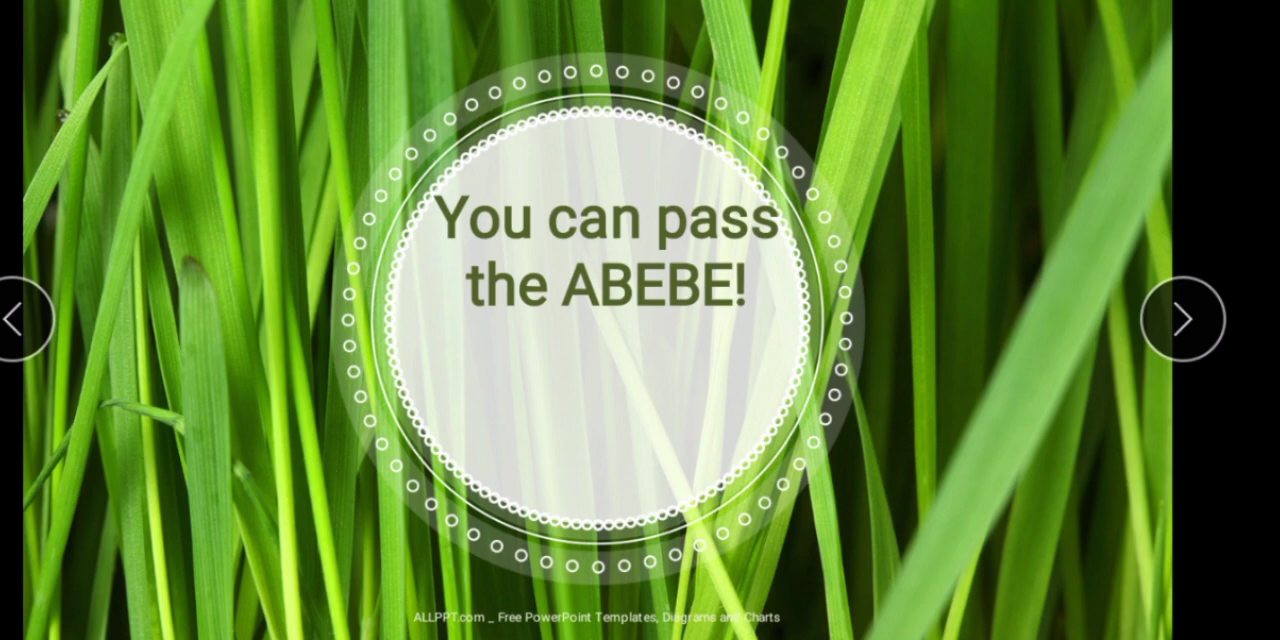 You can pass
the ABEBE!
ALLPPT.com _ Free PowerPoint Templates, Diagrams and Charts